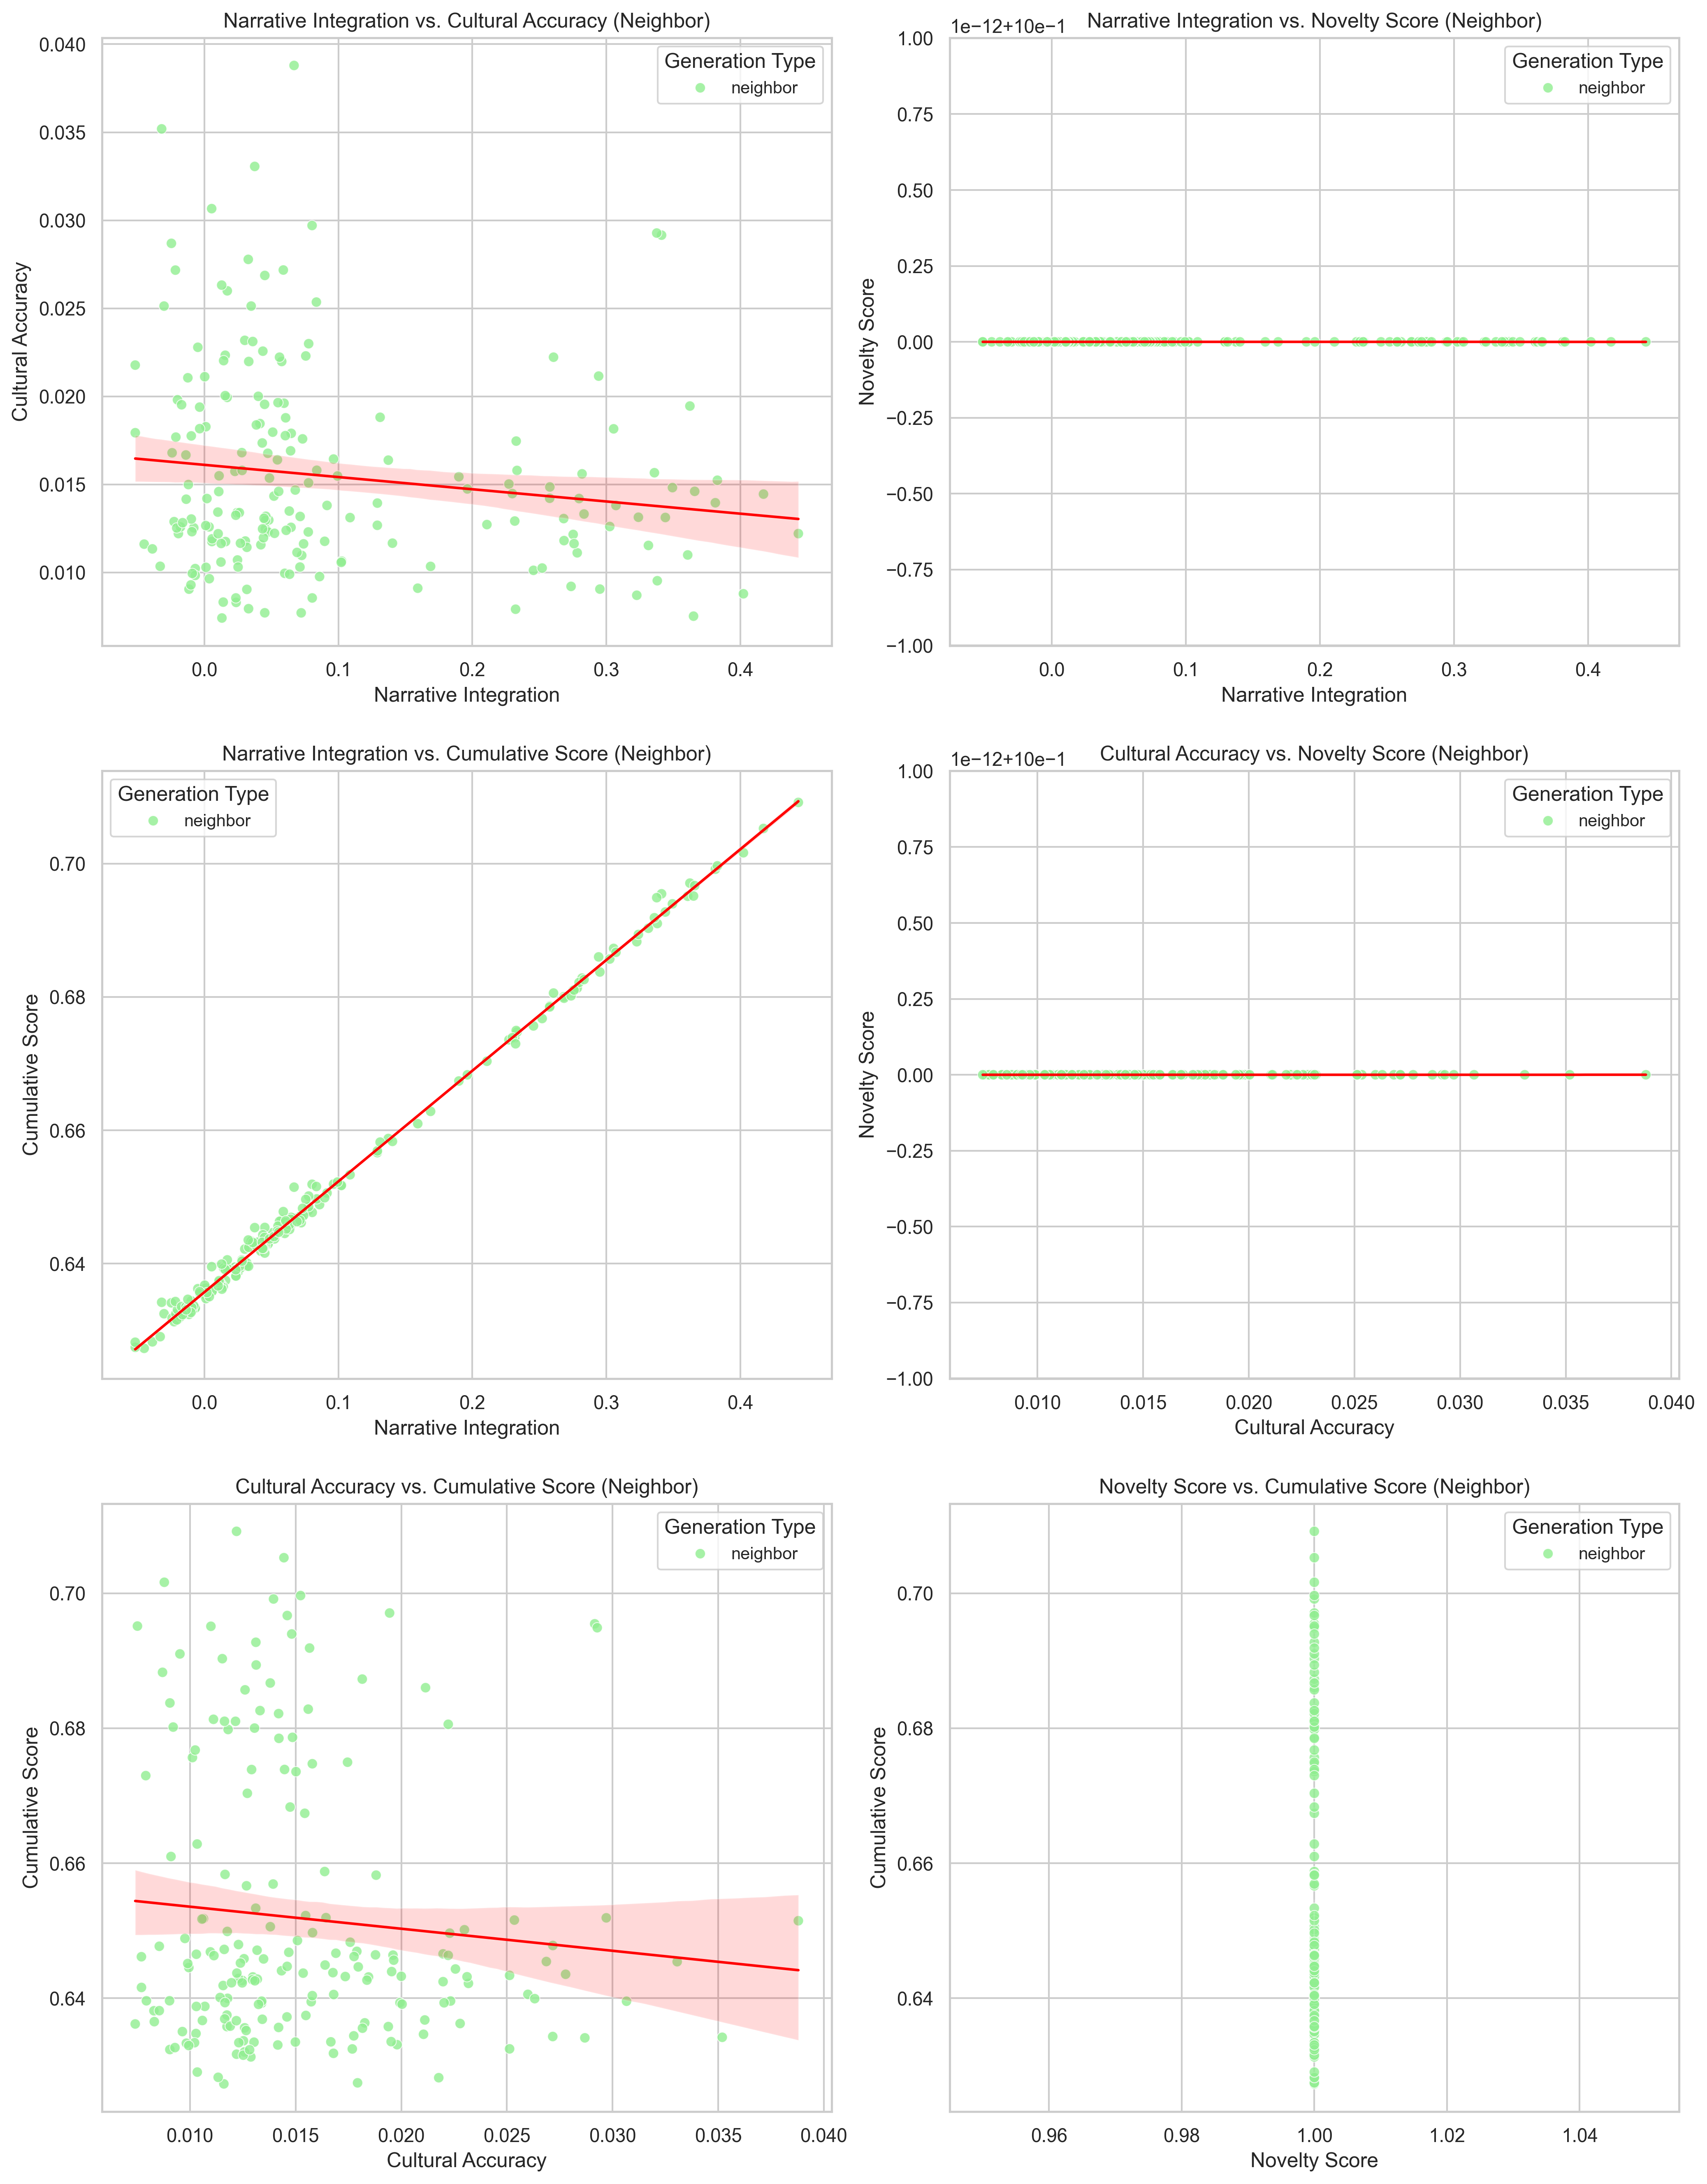 Narrative Integration vs. Cultural Accuracy (Neighbor)
Generation Type
neighbor
0.040
0.035
0.030
0.025
0.020
0.015
0.010
Cultural Accuracy
0.0 0.1 0.2 0.3 0.4
Narrative Integration
1e−12+10e−1
Narrative Integration vs. Novelty Score (Neighbor)
Generation Type
neighbor
1.00
0.75
0.50
0.25
0.00
−0.25
−0.50
−0.75
−1.00
Novelty Score
0.0 0.1 0.2 0.3 0.4
Narrative Integration
Narrative Integration vs. Cumulative Score (Neighbor)
Generation Type
neighbor
0.70
0.68
0.66
0.64
Cumulative Score
0.0 0.1 0.2 0.3 0.4
Narrative Integration
1e−12+10e−1
Cultural Accuracy vs. Novelty Score (Neighbor)
Generation Type
neighbor
1.00
0.75
0.50
0.25
0.00
−0.25
−0.50
−0.75
−1.00
Novelty Score
0.010 0.015 0.020 0.025 0.030 0.035 0.040
Cultural Accuracy
Cultural Accuracy vs. Cumulative Score (Neighbor)
Generation Type
neighbor
0.70
0.68
0.66
0.64
Cumulative Score
0.010 0.015 0.020 0.025 0.030 0.035 0.040
Cultural Accuracy
Novelty Score vs. Cumulative Score (Neighbor)
Generation Type
neighbor
0.70
0.68
0.66
0.64
Cumulative Score
0.96 0.98 1.00 1.02 1.04
Novelty Score